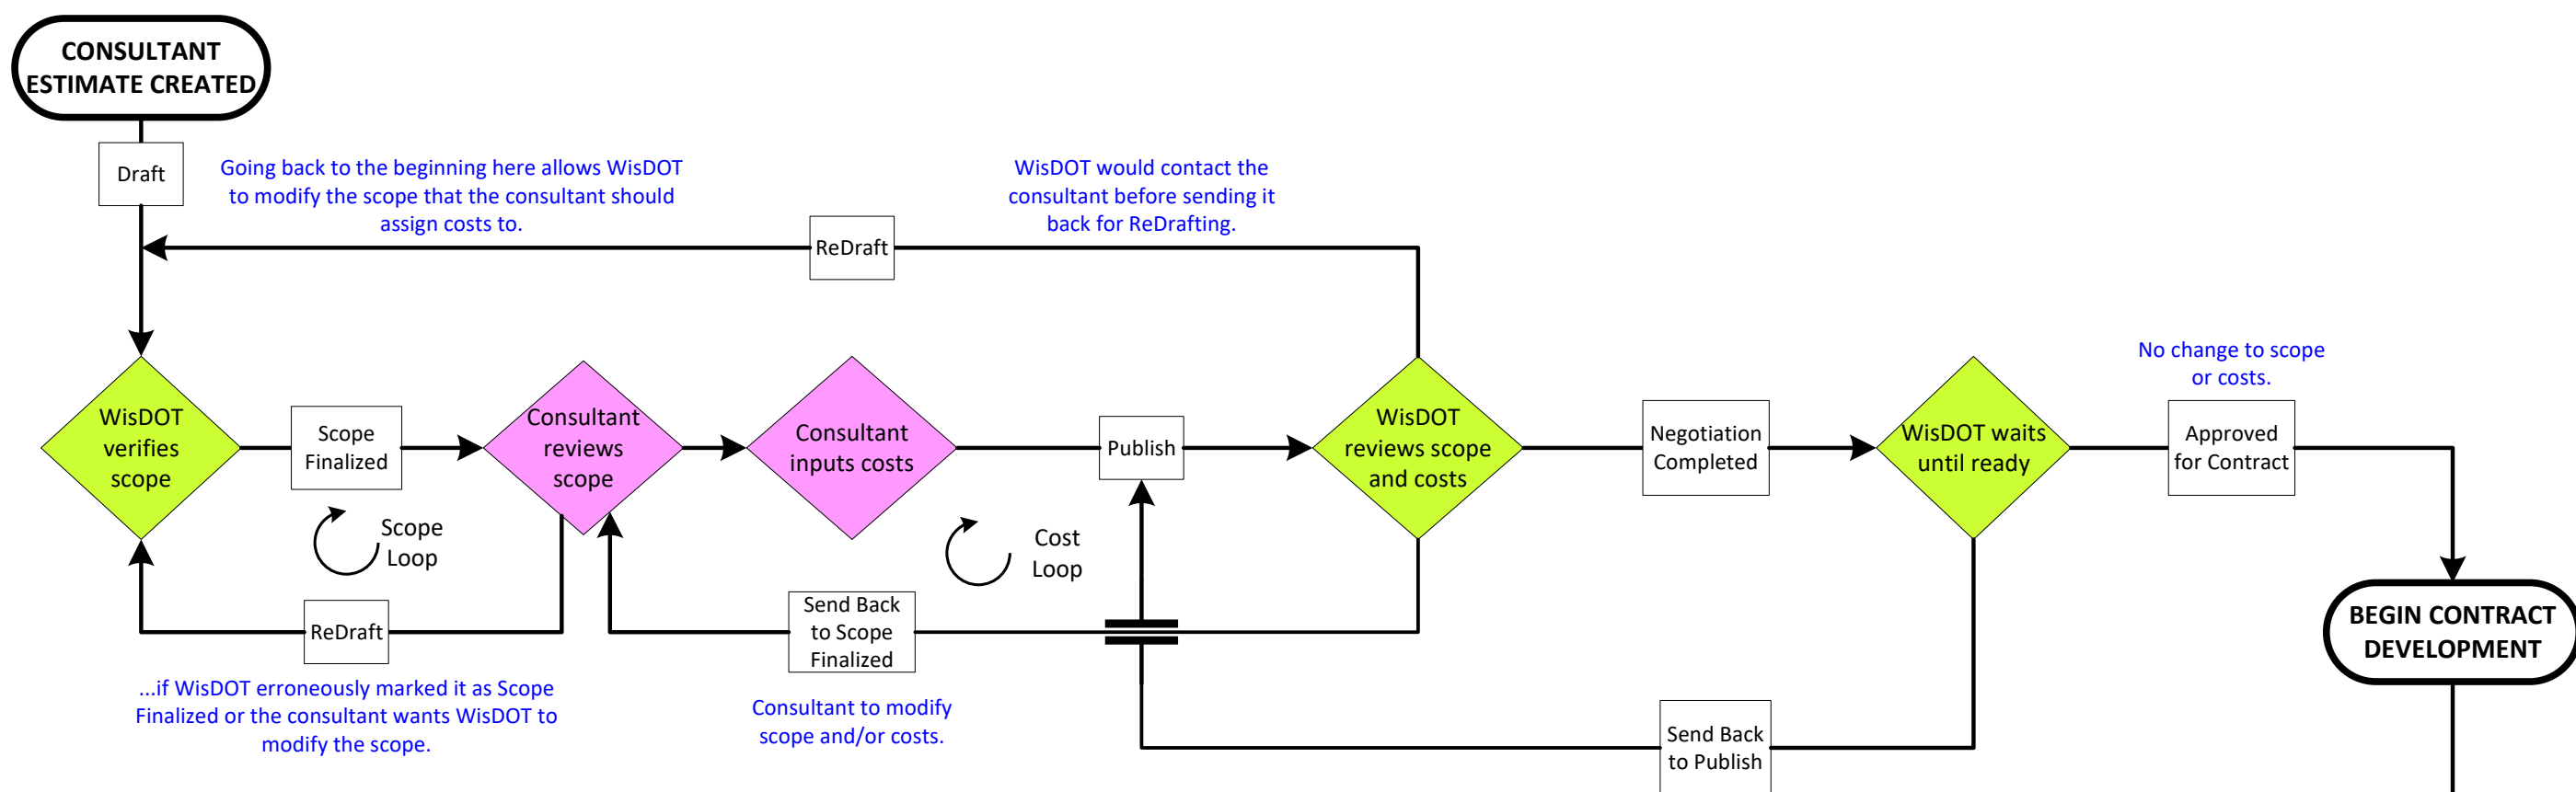 CONSULTANT
ESTIMATE CREATED
Draft
Going back to the beginning here allows WisDOT
to modify the scope that the consultant should
assign costs to.
WisDOT would contact the
consultant before sending it
back for ReDrafting.
ReDraft
No change to scope
or costs.
WisDOT
verifies
scope
Scope
Finalized
Consultant
reviews
scope
Consultant
inputs costs
Publish
WisDOT
reviews scope
and costs
Negotiation
Completed
WisDOT waits
until ready
Approved
for Contract
Scope
Loop
Cost
Loop
ReDraft
Send Back
to Scope
Finalized
BEGIN CONTRACT
DEVELOPMENT
...if WisDOT erroneously marked it as Scope
Finalized or the consultant wants WisDOT to
modify the scope.
Consultant to modify
scope and/or costs.
Send Back
to Publish